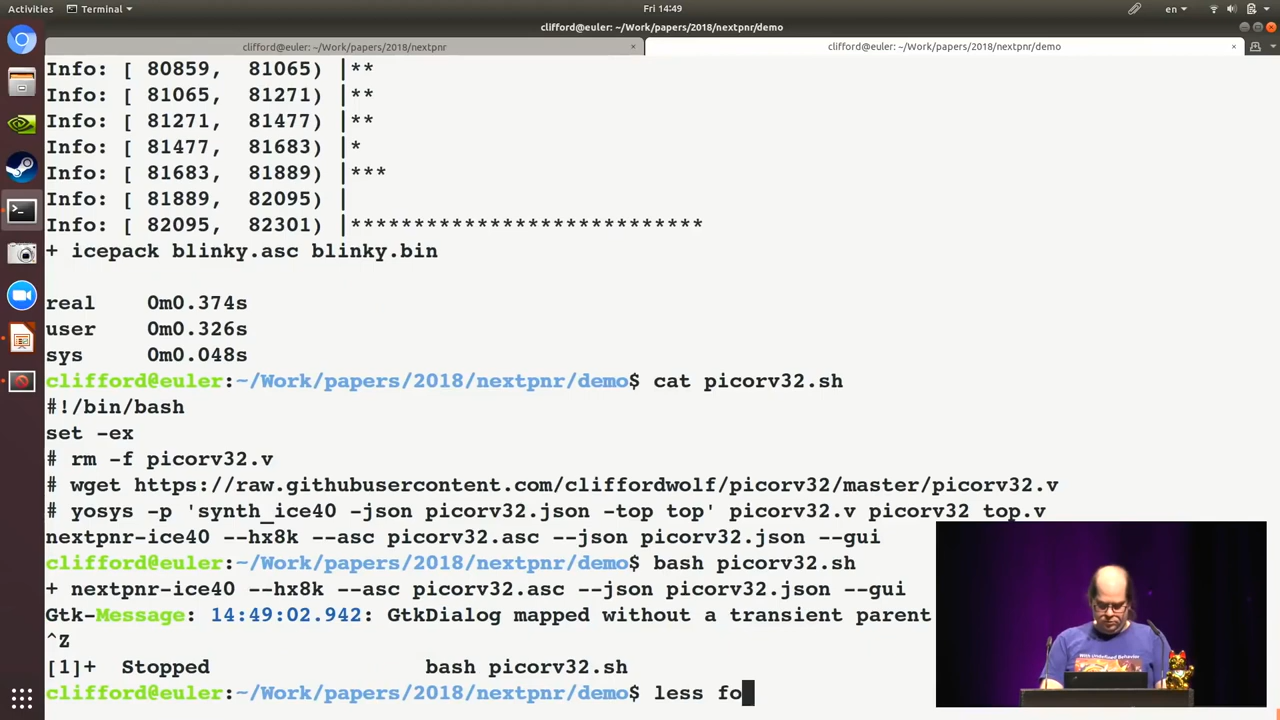 Activities Terminal Fri 14:49 en
clifford@euler: ~/Work/papers/2018/nextpnr/demo
clifford@euler: ~/Work/papers/2018/nextpnr × clifford@euler: ~/Work/papers/2018/nextpnr/demo ×
Info: [ 80859,  81065) |**
Info: [ 81065,  81271) |**
Info: [ 81271,  81477) |**
Info: [ 81477,  81683) |*
Info: [ 81683,  81889) |***
Info: [ 81889,  82095) |
Info: [ 82095,  82301) |****************************
+ icepack blinky.asc blinky.bin
real    0m0.374s
user    0m0.326s
sys     0m0.048s
clifford@euler:~/Work/papers/2018/nextpnr/demo$ cat picorv32.sh
#!/bin/bash
set -ex
# rm -f picorv32.v
# wget https://raw.githubusercontent.com/cliffordwolf/picorv32/master/picorv32.v
# yosys -p 'synth_ice40 -json picorv32.json -top top' picorv32.v picorv32_top.v
nextpnr-ice40 --hx8k --asc picorv32.asc --json picorv32.json --gui
clifford@euler:~/Work/papers/2018/nextpnr/demo$ bash picorv32.sh
+ nextpnr-ice40 --hx8k --asc picorv32.asc --json picorv32.json --gui
Gtk-Message: 14:49:02.942: GtkDialog mapped without a transient parent
^Z
[1]+  Stopped                 bash picorv32.sh
clifford@euler:~/Work/papers/2018/nextpnr/demo$ less fo
With Undefined Behavior